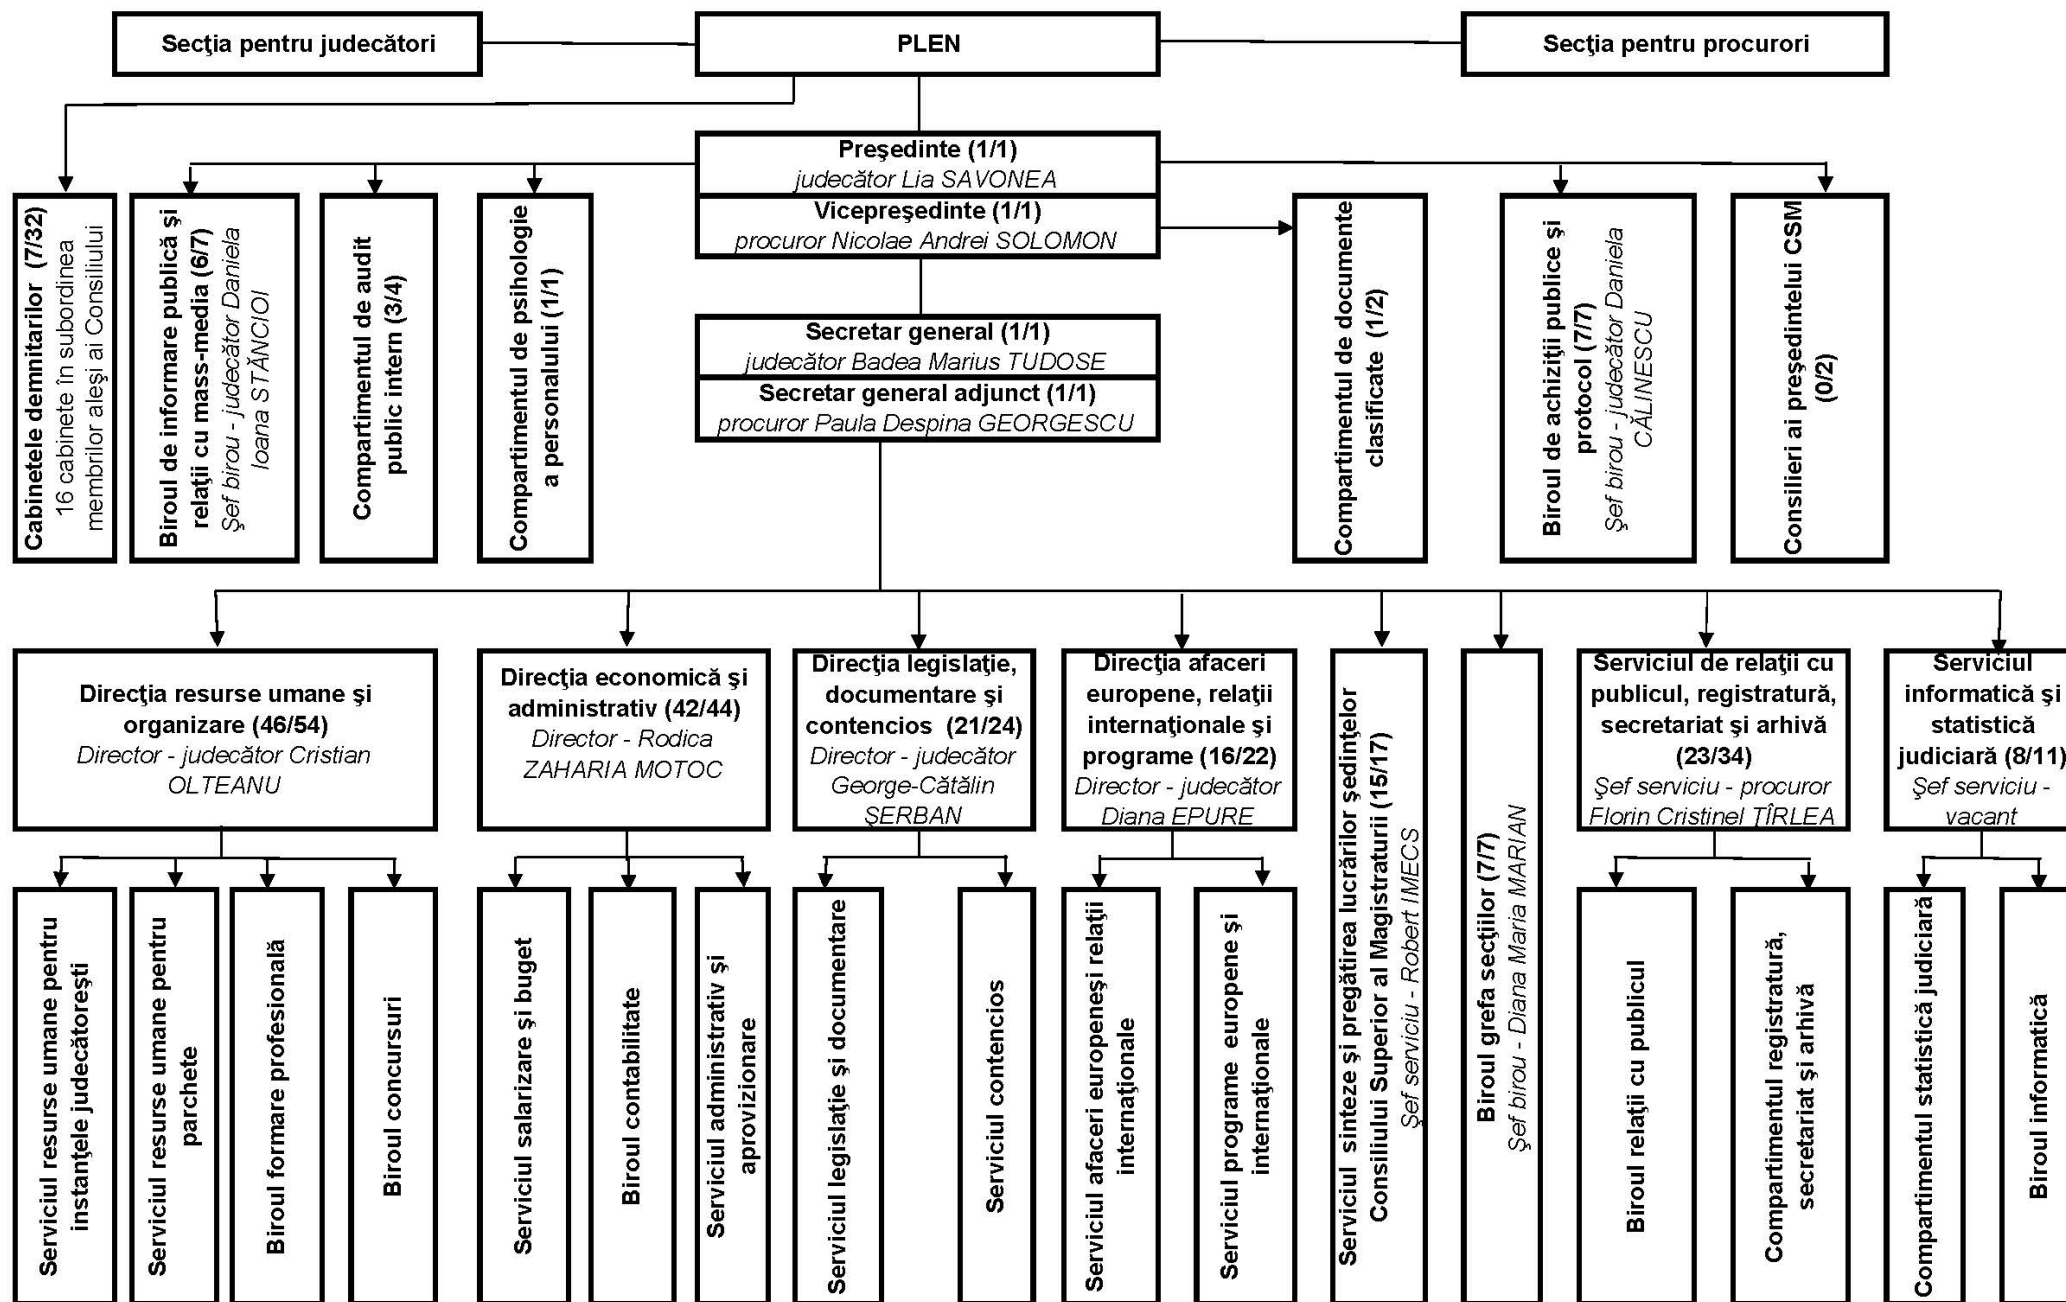 Secţia pentru judecători
PLEN
Secţia pentru procurori
Preşedinte (1/1)
judecător Lia SAVONEA
Vicepreşedinte (1/1)
procuror Nicolae Andrei SOLOMON
Cabinetele demnitarilor (7/32)
16 cabinete în subordinea
membrilor aleşi ai Consiliului
Biroul de informare publică şi
relaţii cu mass-media (6/7)
Şef birou - judecător Daniela
Ioana STĂNCIOI
Compartimentul de audit
public intern (3/4)
Compartimentul de psihologie
a personalului (1/1)
Compartimentul de documente
clasificate (1/2)
Biroul de achiziţii publice şi
protocol (7/7)
Şef birou - judecător Daniela
CĂLINESCU
Consilieri ai preşedintelui CSM
(0/2)
Secretar general (1/1)
judecător Badea Marius TUDOSE
Secretar general adjunct (1/1)
procuror Paula Despina GEORGESCU
Direcţia resurse umane şi
organizare (46/54)
Director - judecător Cristian
OLTEANU
Direcţia economică şi
administrativ (42/44)
Director - Rodica
ZAHARIA MOTOC
Direcţia legislaţie,
documentare şi
contencios (21/24)
Director - judecător
George-Cătălin
ŞERBAN
Direcţia afaceri
europene, relaţii
internaţionale şi
programe (16/22)
Director - judecător
Diana EPURE
Serviciul sinteze şi pregătirea lucrărilor şedinţelor
Consiliului Superior al Magistraturii (15/17)
Şef serviciu - Robert IMECS
Biroul grefa secţiilor (7/7)
Şef birou - Diana Maria MARIAN
Serviciul de relaţii cu
publicul, registratură,
secretariat şi arhivă
(23/34)
Şef serviciu - procuror
Florin Cristinel ŢÎRLEA
Serviciul
informatică şi
statistică
judiciară (8/11)
Şef serviciu -
vacant
Serviciul resurse umane pentru
instanţele judecătoreşti
Serviciul resurse umane pentru
parchete
Biroul formare profesională
Biroul concursuri
Serviciul salarizare şi buget
Biroul contabilitate
Serviciul administrativ şi
aprovizionare
Serviciul legislaţie şi documentare
Serviciul contencios
Serviciul afaceri europeneşi relaţii
internaţionale
Serviciul programe europene şi
internaţionale
Biroul relaţii cu publicul
Compartimentul registratură,
secretariat şi arhivă
Compartimentul statistică judiciară
Biroul informatică